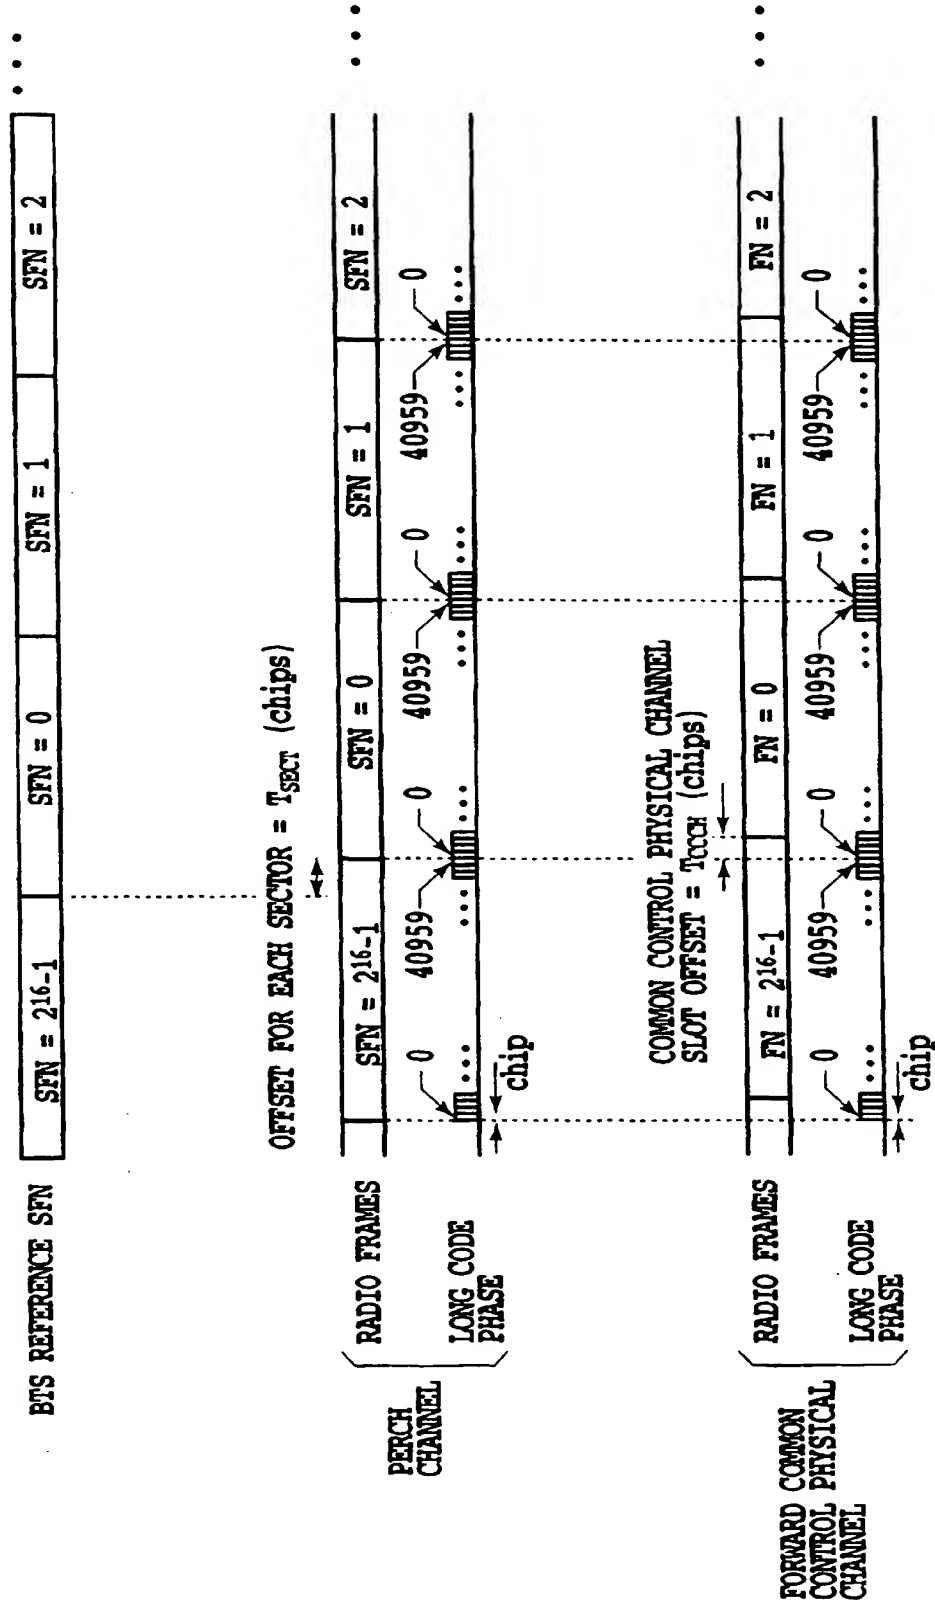 BTS REFERENCE SFN
SFN = 2¹⁶-1
SFN = 0
SFN = 1
SFN = 2
• • •
OFFSET FOR EACH SECTOR = T_SECT (chips)
PERCH
CHANNEL
RADIO FRAMES
SFN = 2¹⁶-1
SFN = 0
SFN = 1
SFN = 2
• • •
LONG CODE
PHASE
0
•••
40959
0
•••
•••
40959
0
•••
•••
40959
0
•••
•••
chip
COMMON CONTROL PHYSICAL CHANNEL
SLOT OFFSET = T_CCCH (chips)
FORWARD COMMON
CONTROL PHYSICAL
CHANNEL
RADIO FRAMES
FN = 2¹⁶-1
FN = 0
FN = 1
FN = 2
• • •
LONG CODE
PHASE
0
•••
40959
0
•••
•••
40959
0
•••
•••
40959
0
•••
•••
chip